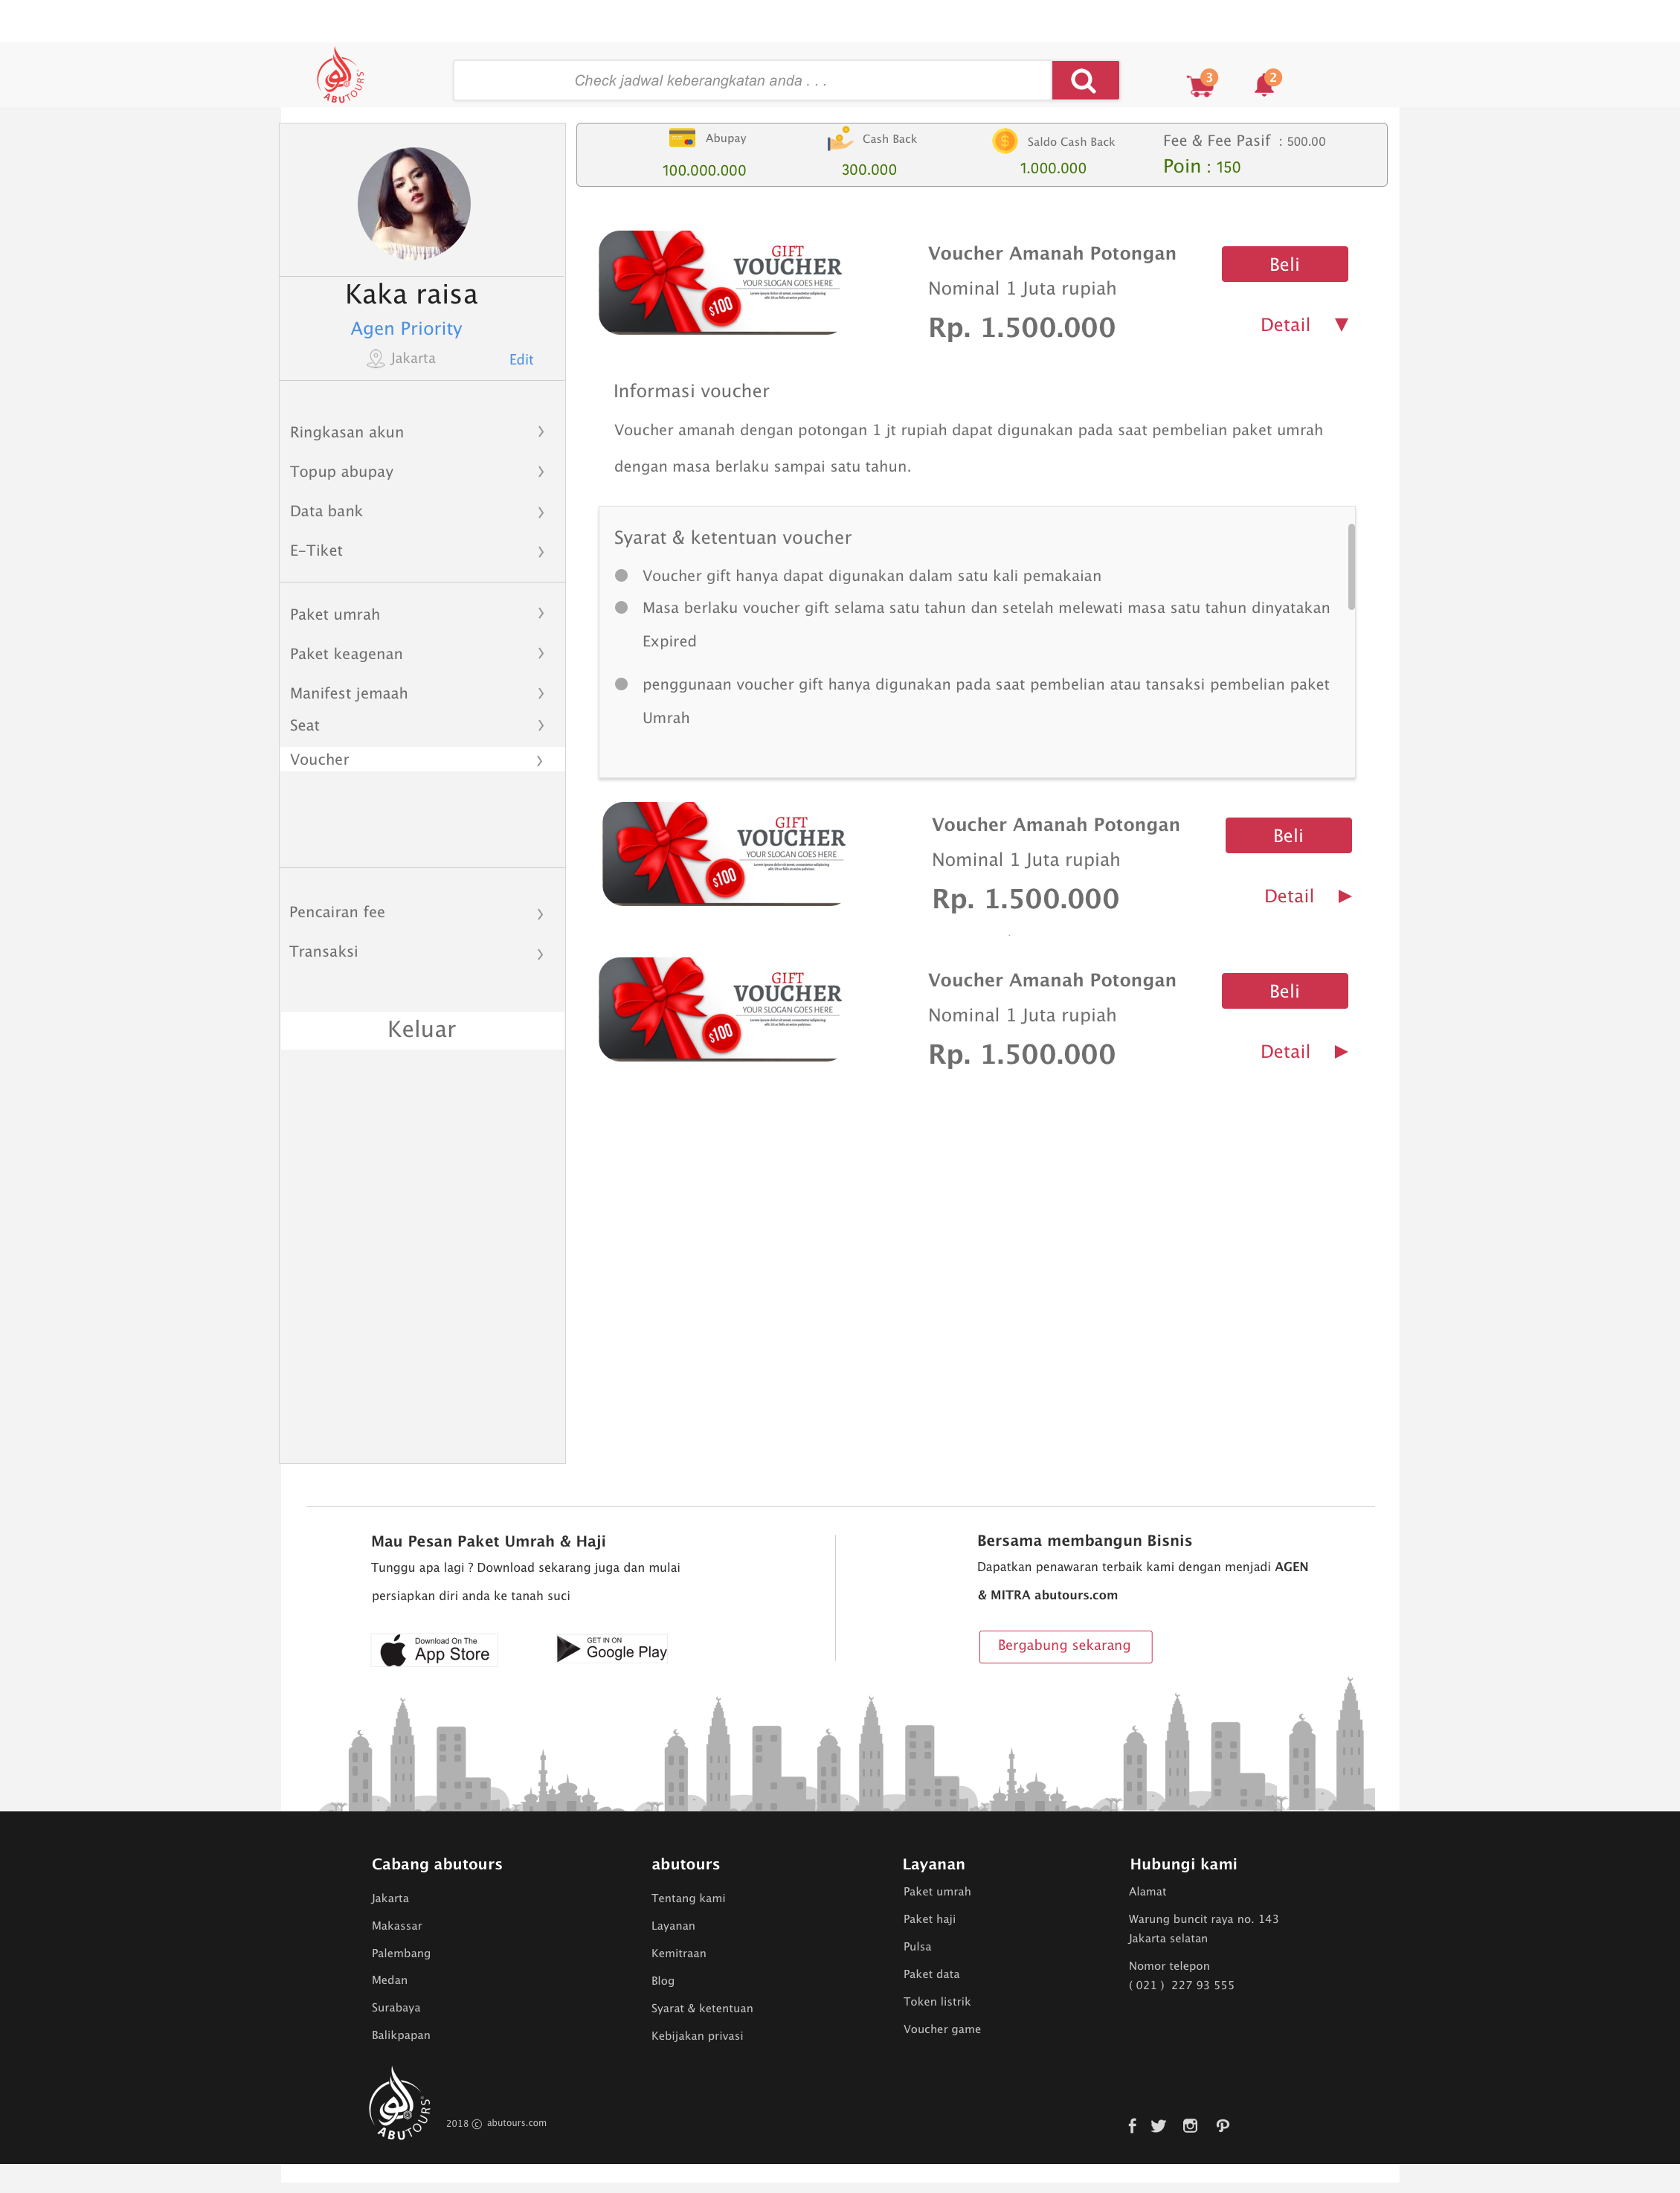 ABUTOURS
Check jadwal keberangkatan anda . . .
3
2
Kaka raisa
Agen Priority
Jakarta
Edit
Ringkasan akun
Topup abupay
Data bank
E-Tiket
Paket umrah
Paket keagenan
Manifest jemaah
Seat
Voucher
Pencairan fee
Transaksi
Keluar
Abupay
100.000.000
Cash Back
300.000
Saldo Cash Back
1.000.000
Fee & Fee Pasif : 500.00
Poin : 150
GIFT
VOUCHER
YOUR SLOGAN GOES HERE
$100
Voucher Amanah Potongan
Nominal 1 Juta rupiah
Rp. 1.500.000
Beli
Detail
Informasi voucher
Voucher amanah dengan potongan 1 jt rupiah dapat digunakan pada saat pembelian paket umrah
dengan masa berlaku sampai satu tahun.
Syarat & ketentuan voucher
Voucher gift hanya dapat digunakan dalam satu kali pemakaian
Masa berlaku voucher gift selama satu tahun dan setelah melewati masa satu tahun dinyatakan
Expired
penggunaan voucher gift hanya digunakan pada saat pembelian atau tansaksi pembelian paket
Umrah
GIFT
VOUCHER
YOUR SLOGAN GOES HERE
$100
Voucher Amanah Potongan
Nominal 1 Juta rupiah
Rp. 1.500.000
Beli
Detail
GIFT
VOUCHER
YOUR SLOGAN GOES HERE
$100
Voucher Amanah Potongan
Nominal 1 Juta rupiah
Rp. 1.500.000
Beli
Detail
Mau Pesan Paket Umrah & Haji
Tunggu apa lagi ? Download sekarang juga dan mulai
persiapkan diri anda ke tanah suci
Download On The
App Store
GET IN ON
Google Play
Bersama membangun Bisnis
Dapatkan penawaran terbaik kami dengan menjadi AGEN
& MITRA abutours.com
Bergabung sekarang
Cabang abutours
Jakarta
Makassar
Palembang
Medan
Surabaya
Balikpapan
abutours
Tentang kami
Layanan
Kemitraan
Blog
Syarat & ketentuan
Kebijakan privasi
Layanan
Paket umrah
Paket haji
Pulsa
Paket data
Token listrik
Voucher game
Hubungi kami
Alamat
Warung buncit raya no. 143
Jakarta selatan
Nomor telepon
( 021 ) 227 93 555
ABUTOURS
2018 © abutours.com